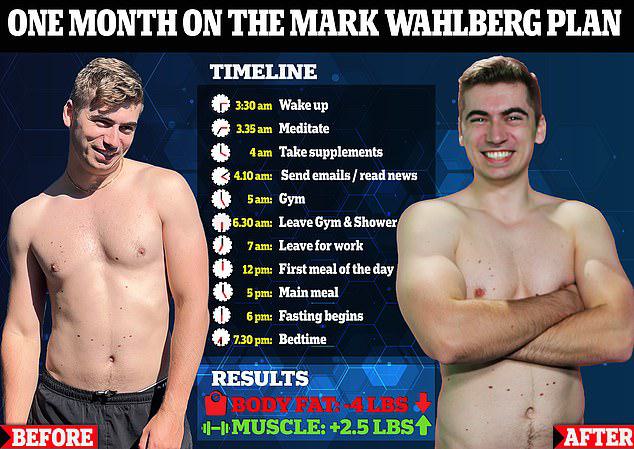 ONE MONTH ON THE MARK WAHLBERG PLAN
TIMELINE
3:30 am Wake up
3.35 am Meditate
4 am Take supplements
4.10 am: Send emails / read news
5 am: Gym
6.30 am: Leave Gym & Shower
7 am: Leave for work
12 pm: First meal of the day
5 pm: Main meal
6 pm: Fasting begins
7.30 pm: Bedtime
RESULTS
BODY FAT: -4 LBS
MUSCLE: +2.5 LBS
BEFORE
AFTER